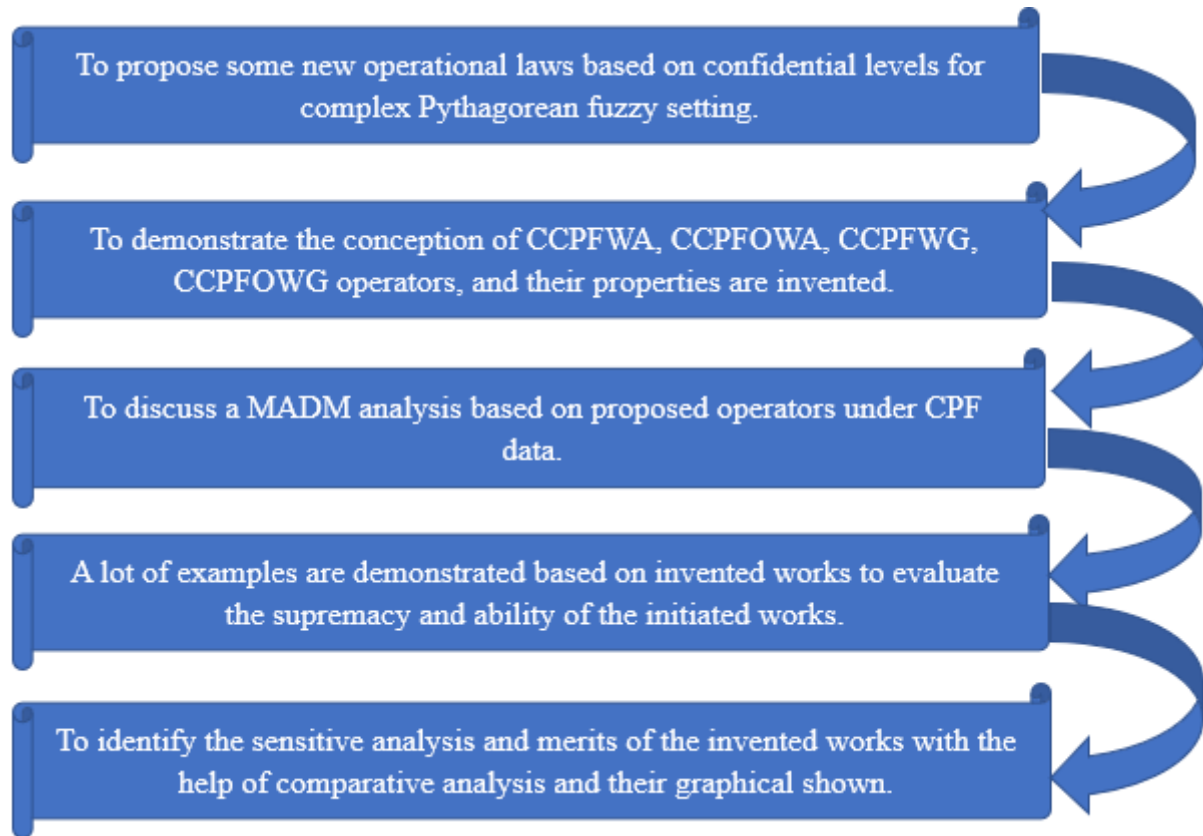 To propose some new operational laws based on confidential levels for
complex Pythagorean fuzzy setting.
To demonstrate the conception of CCPFWA, CCPFOWA, CCPFWG,
CCPFOWG operators, and their properties are invented.
To discuss a MADM analysis based on proposed operators under CPF
data.
A lot of examples are demonstrated based on invented works to evaluate
the supremacy and ability of the initiated works.
To identify the sensitive analysis and merits of the invented works with the
help of comparative analysis and their graphical shown.